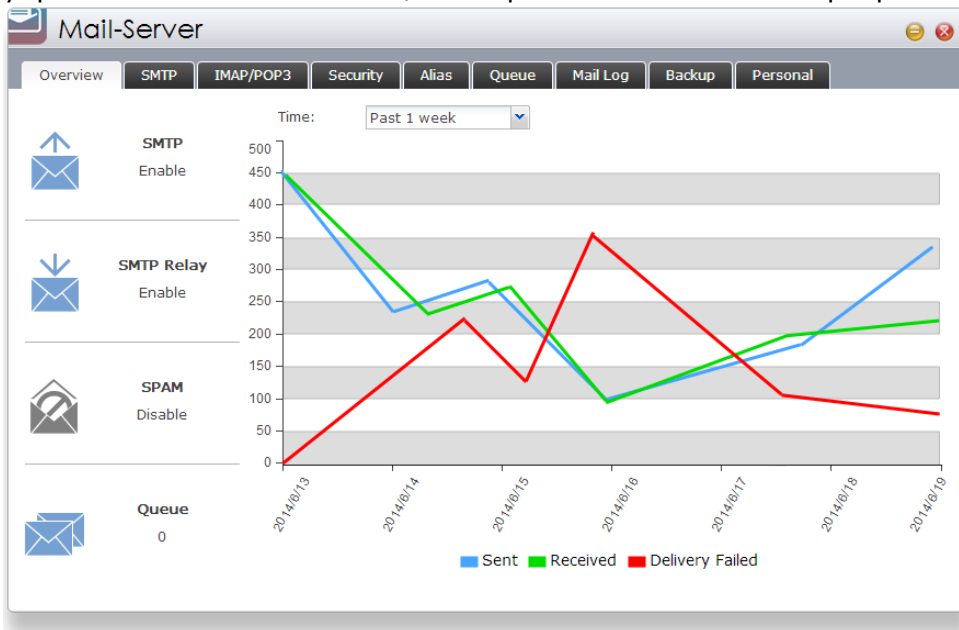 Mail-Server
Overview SMTP IMAP/POP3 Security Alias Queue Mail Log Backup Personal
Time: Past 1 week
SMTP
Enable
SMTP Relay
Enable
SPAM
Disable
Queue
0
500
450
400
350
300
250
200
150
100
50
0
2014/6/13 2014/6/14 2014/6/15 2014/6/16 2014/6/17 2014/6/18 2014/6/19
Sent Received Delivery Failed